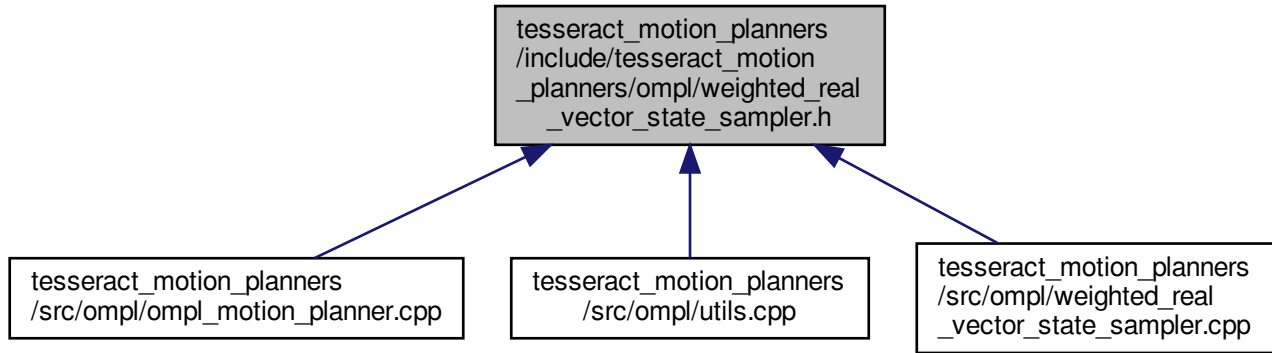 tesseract_motion_planners
/include/tesseract_motion
_planners/ompl/weighted_real
_vector_state_sampler.h
tesseract_motion_planners
/src/ompl/ompl_motion_planner.cpp
tesseract_motion_planners
/src/ompl/utils.cpp
tesseract_motion_planners
/src/ompl/weighted_real
_vector_state_sampler.cpp